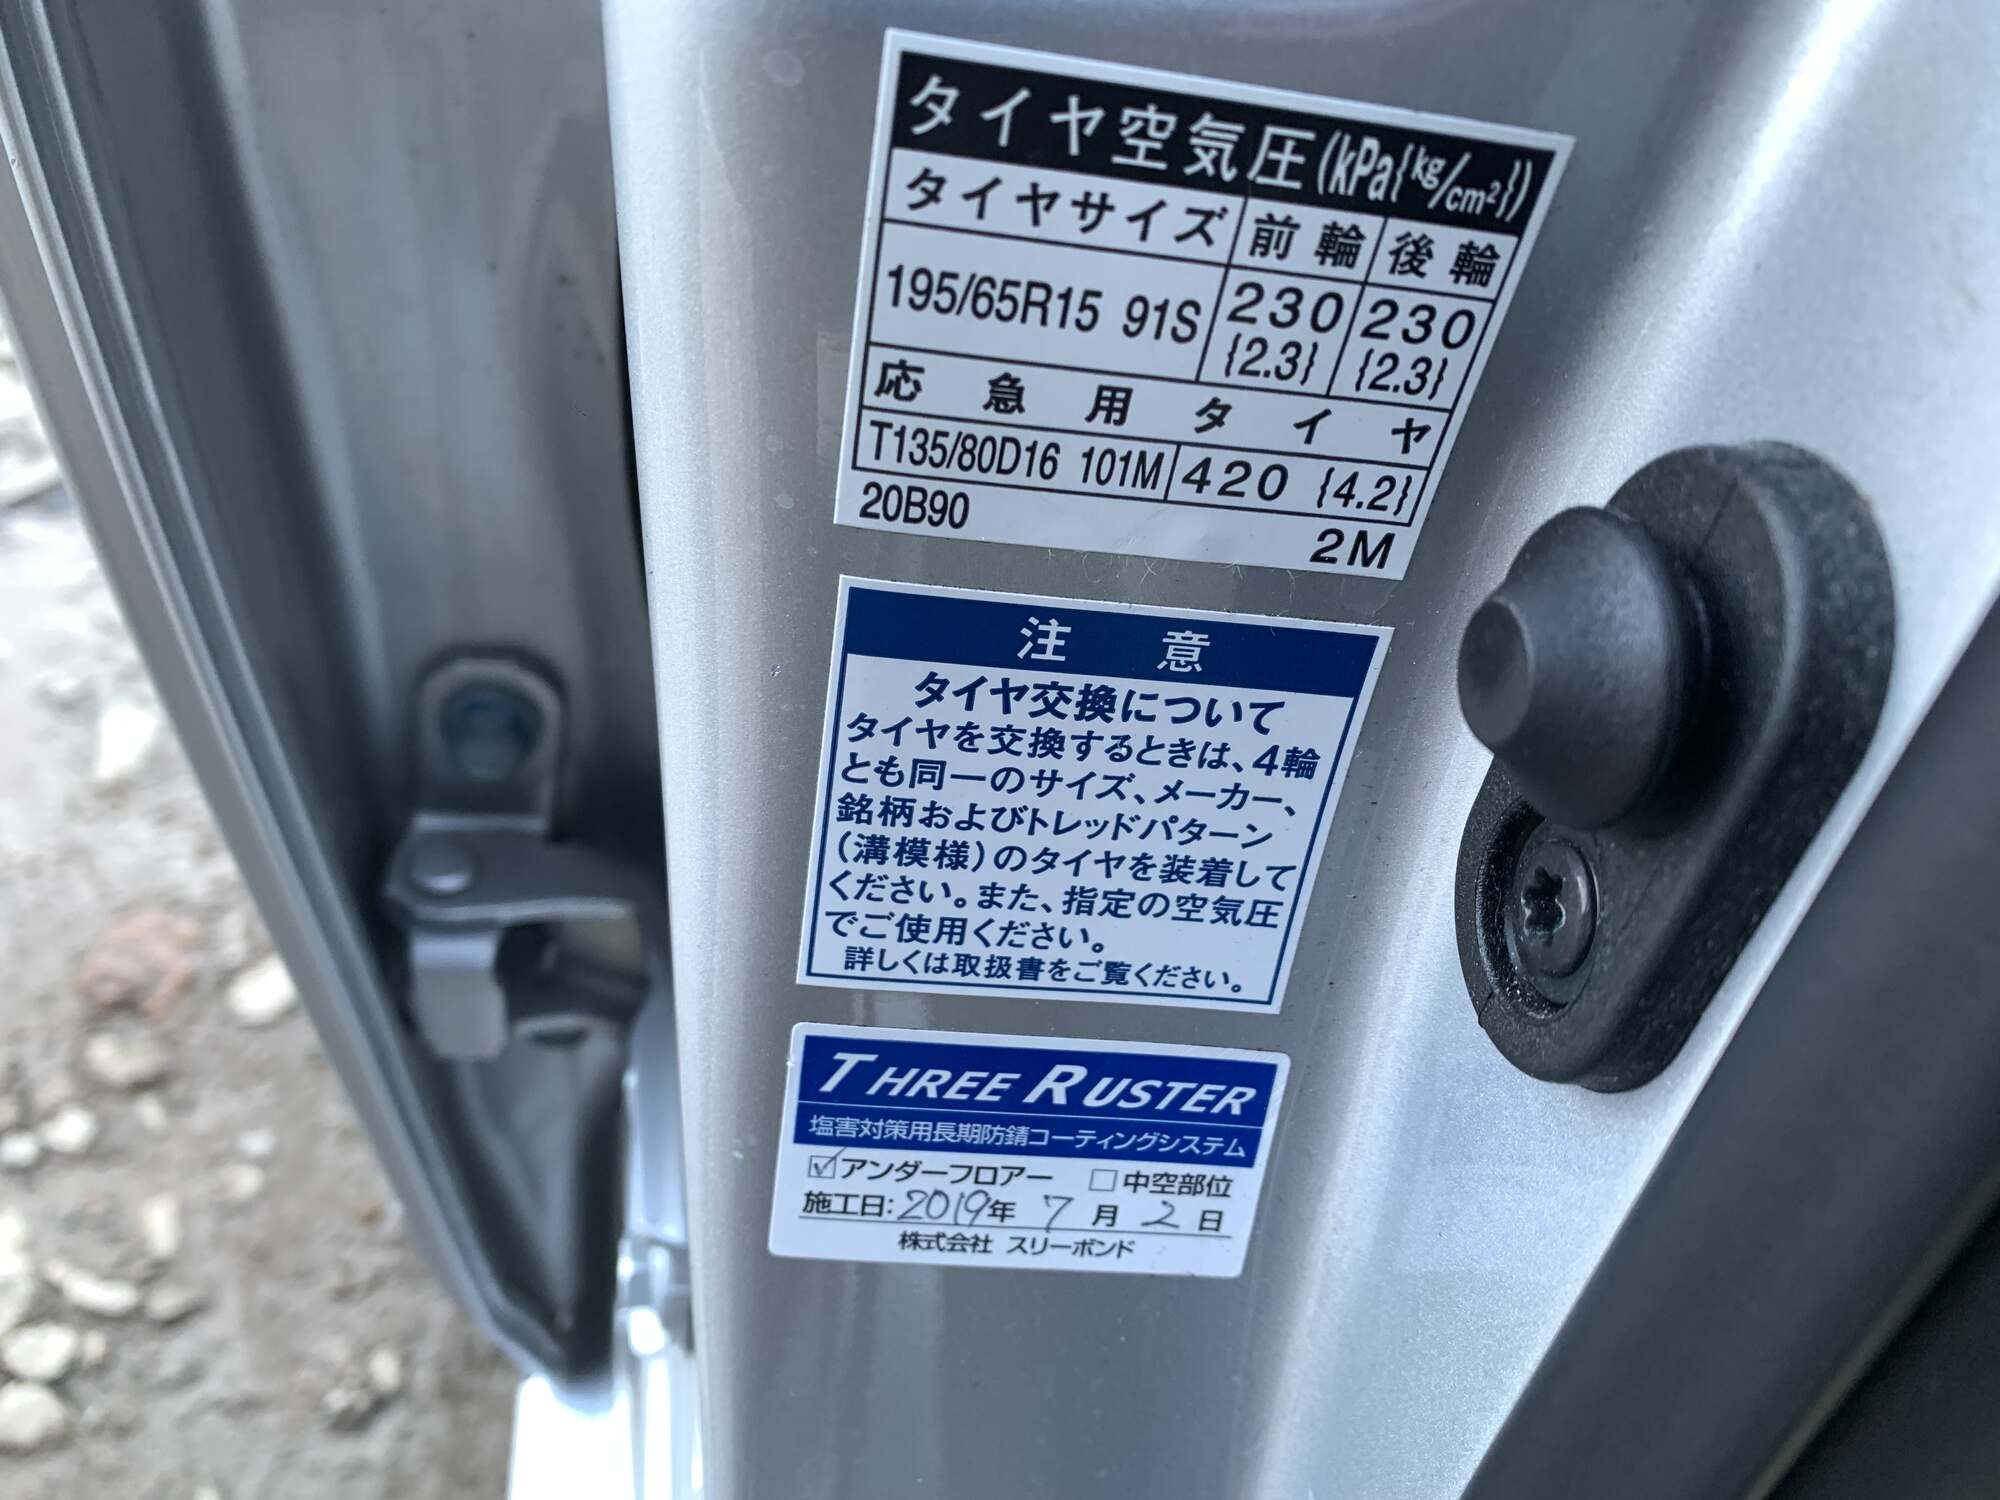 タイヤ空気圧(kPa{kg/cm²})
タイヤサイズ 前輪 後輪
195/65R15 91S 230 {2.3} 230 {2.3}
応急用タイヤ
T135/80D16 101M 420 {4.2}
20B90 2M
注意
タイヤ交換について
タイヤを交換するときは、4輪
とも同一のサイズ、メーカー、
銘柄およびトレッドパターン
(溝模様)のタイヤを装着して
ください。また、指定の空気圧
でご使用ください。
詳しくは取扱書をご覧ください。
THREE RUSTER
塩害対策用長期防錆コーティングシステム
☑アンダーフロアー □中空部位
施工日:2019年 7月 2日
株式会社 スリーボンド